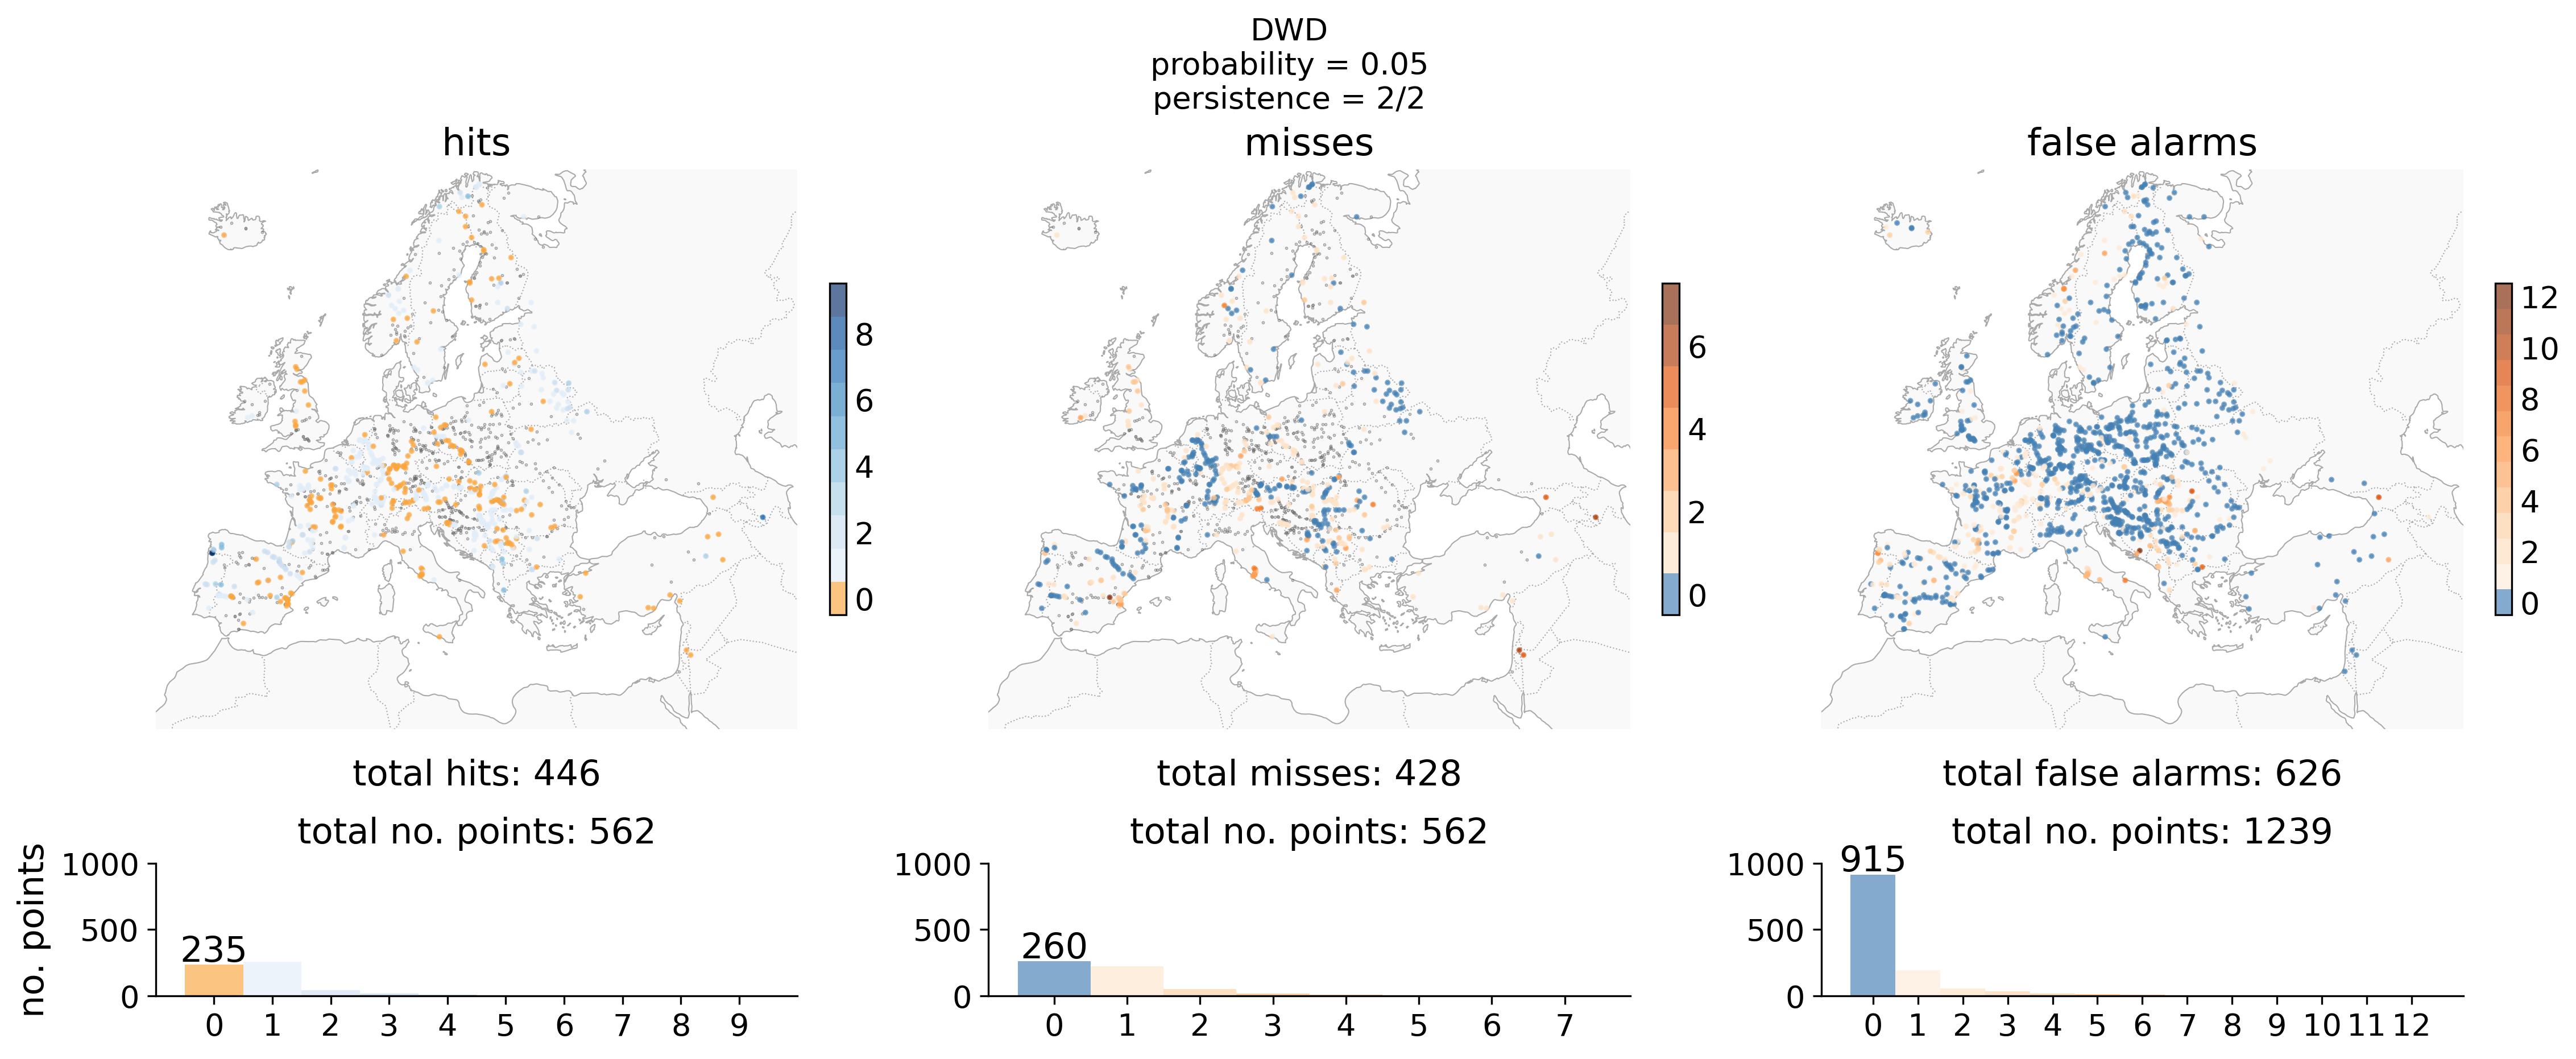 DWD
probability = 0.05
persistence = 2/2
hits
misses
false alarms
8
6
4
2
0
6
4
2
0
12
10
8
6
4
2
0
total hits: 446
total misses: 428
total false alarms: 626
total no. points: 562
total no. points: 562
total no. points: 1239
no. points
1000
500
0
235
0 1 2 3 4 5 6 7 8 9
1000
500
0
260
0 1 2 3 4 5 6 7
1000
500
0
915
0 1 2 3 4 5 6 7 8 9 10 11 12